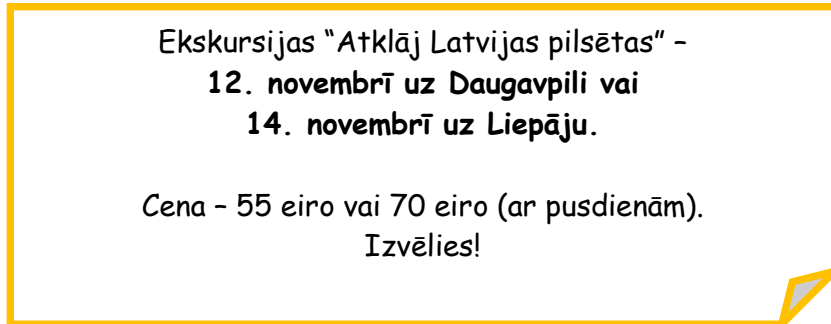 Ekskursijas “Atklāj Latvijas pilsētas” –
12. novembrī uz Daugavpili vai
14. novembrī uz Liepāju.
Cena – 55 eiro vai 70 eiro (ar pusdienām).
Izvēlies!